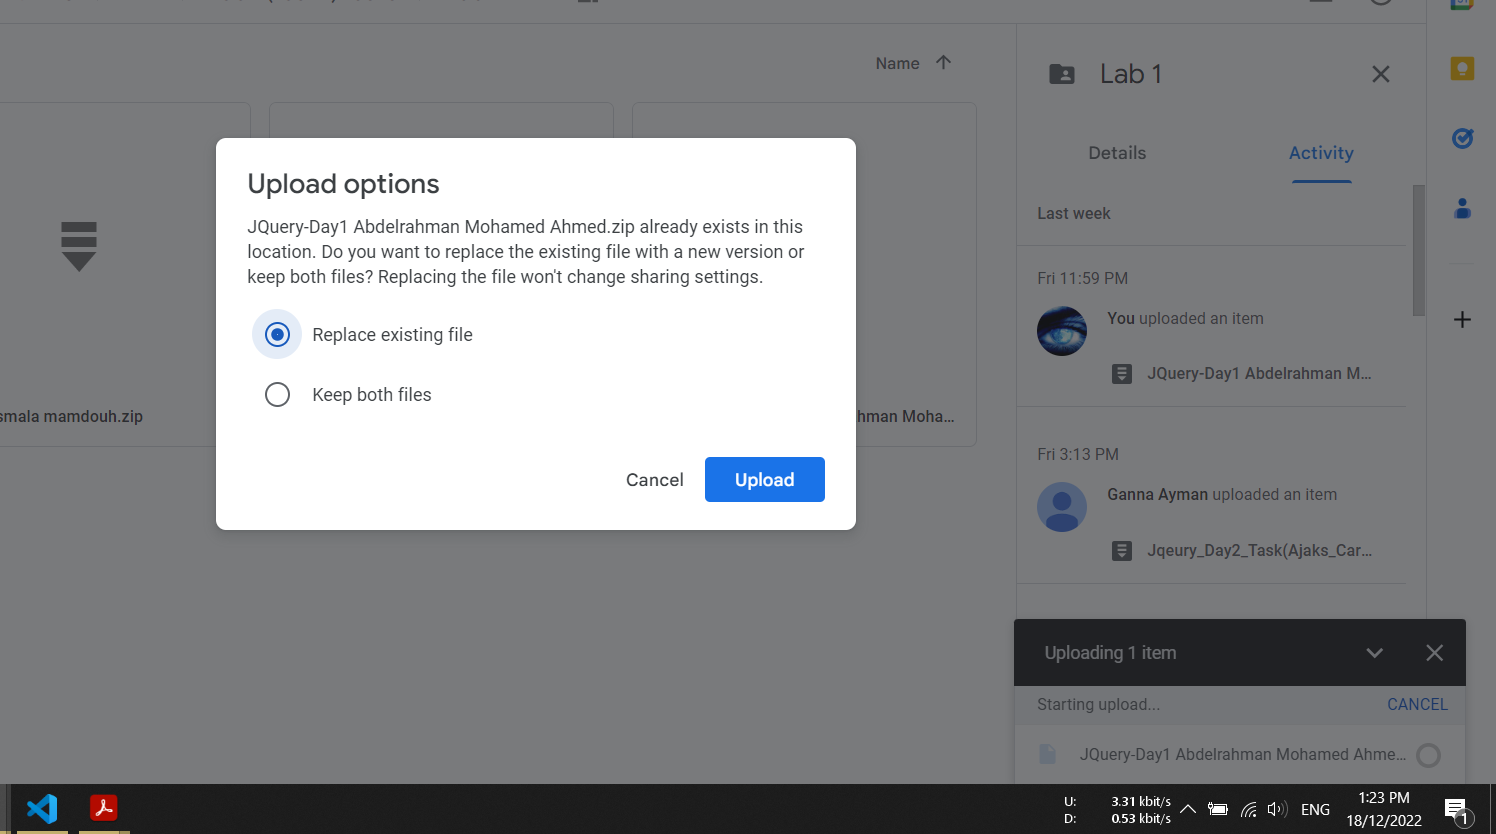 Name
Lab 1
Details
Activity
Last week
Fri 11:59 PM
You uploaded an item
JQuery-Day1 Abdelrahman M...
Fri 3:13 PM
Ganna Ayman uploaded an item
Jqeury_Day2_Task(Ajaks_Car...
Upload options
JQuery-Day1 Abdelrahman Mohamed Ahmed.zip already exists in this
location. Do you want to replace the existing file with a new version or
keep both files? Replacing the file won't change sharing settings.
Replace existing file
Keep both files
Cancel
Upload
smala mamdouh.zip
hman Moha...
Uploading 1 item
Starting upload...
CANCEL
JQuery-Day1 Abdelrahman Mohamed Ahme...
U: 3.31 kbit/s
D: 0.53 kbit/s
ENG
1:23 PM
18/12/2022
1